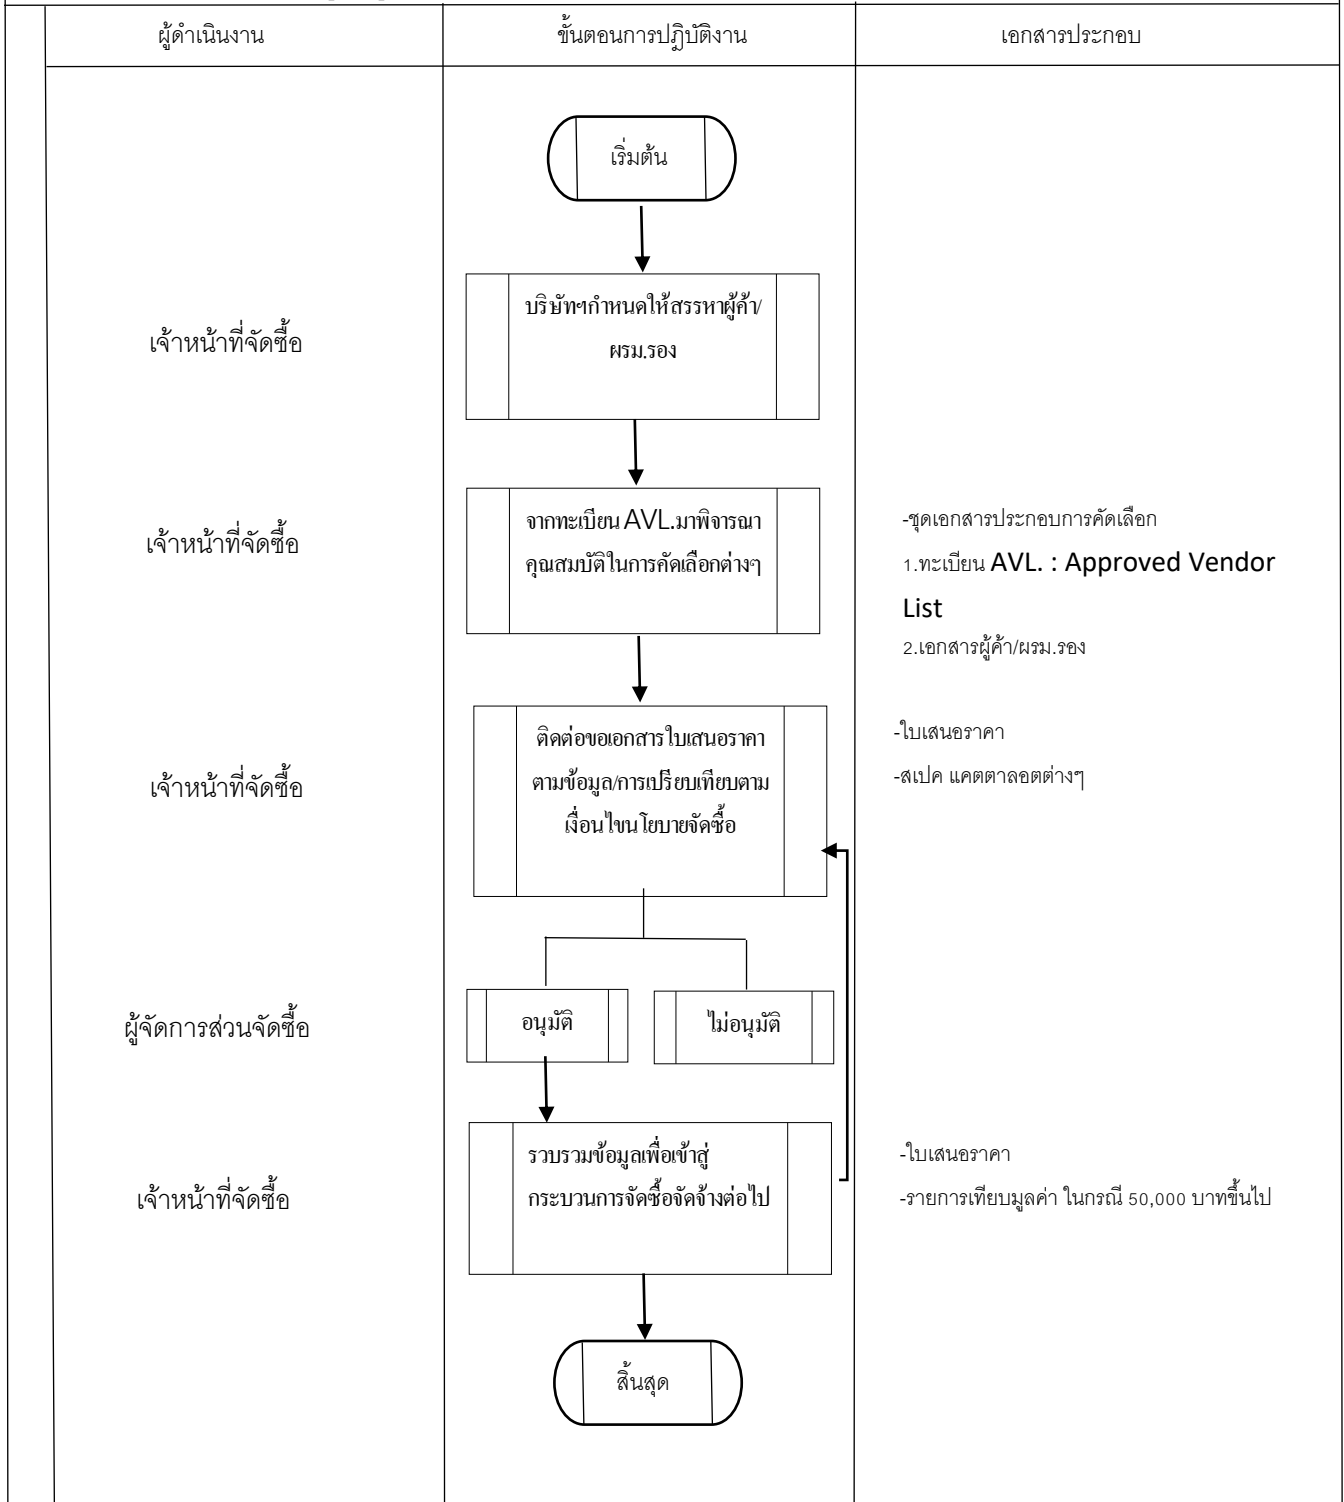 ผู้ดำเนินงาน
ขั้นตอนการปฏิบัติงาน
เอกสารประกอบ
เริ่มต้น
เจ้าหน้าที่จัดซื้อ
บริษัทฯกำหนดให้สรรหาผู้ค้า/
ผรม.รอง
เจ้าหน้าที่จัดซื้อ
จากทะเบียน AVL.มาพิจารณา
คุณสมบัติในการคัดเลือกต่างๆ
-ชุดเอกสารประกอบการคัดเลือก
1.ทะเบียน AVL. : Approved Vendor
List
2.เอกสารผู้ค้า/ผรม.รอง
เจ้าหน้าที่จัดซื้อ
ติดต่อขอเอกสารใบเสนอราคา
ตามข้อมูล/การเปรียบเทียบตาม
เงื่อนไขนโยบายจัดซื้อ
-ใบเสนอราคา
-สเปค แคตตาลอตต่างๆ
ผู้จัดการส่วนจัดซื้อ
อนุมัติ
ไม่อนุมัติ
เจ้าหน้าที่จัดซื้อ
รวบรวมข้อมูลเพื่อเข้าสู่
กระบวนการจัดซื้อจัดจ้างต่อไป
-ใบเสนอราคา
-รายการเทียบมูลค่า ในกรณี 50,000 บาทขึ้นไป
สิ้นสุด